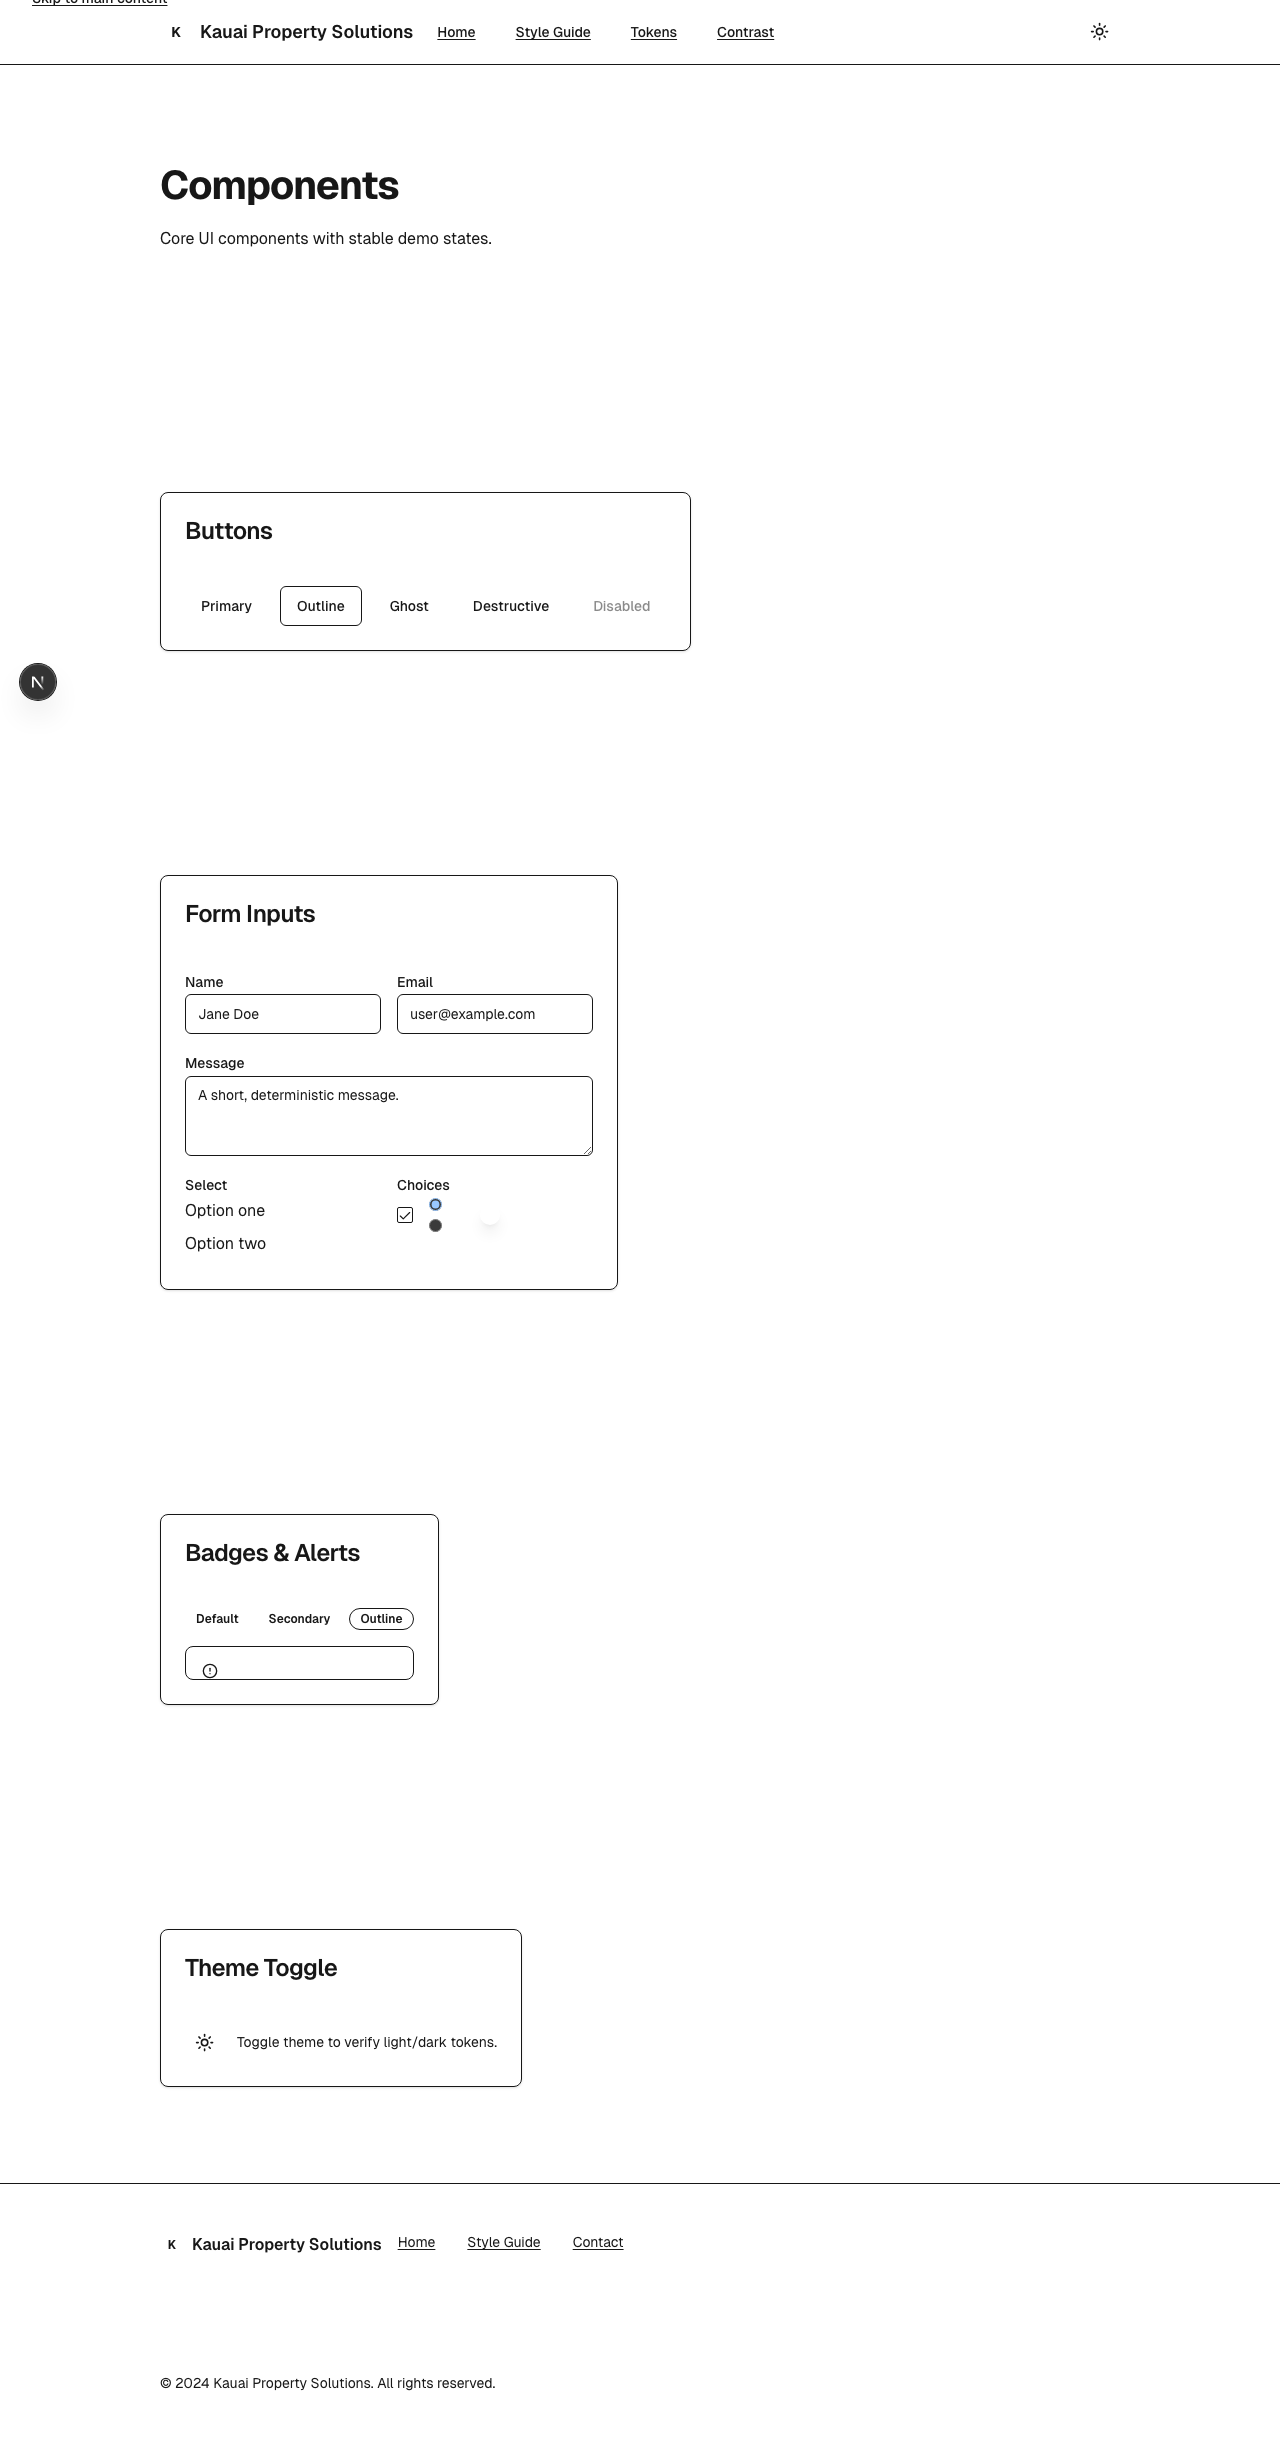 Skip to main content
K Kauai Property Solutions Home Style Guide Tokens Contrast
Components
Core UI components with stable demo states.
Buttons
Primary Outline Ghost Destructive Disabled
N
Form Inputs
Name Email
Jane Doe user@example.com
Message
A short, deterministic message.
Select Choices
Option one
Option two
Badges & Alerts
Default Secondary Outline
Theme Toggle
Toggle theme to verify light/dark tokens.
K Kauai Property Solutions Home Style Guide Contact
© 2024 Kauai Property Solutions. All rights reserved.